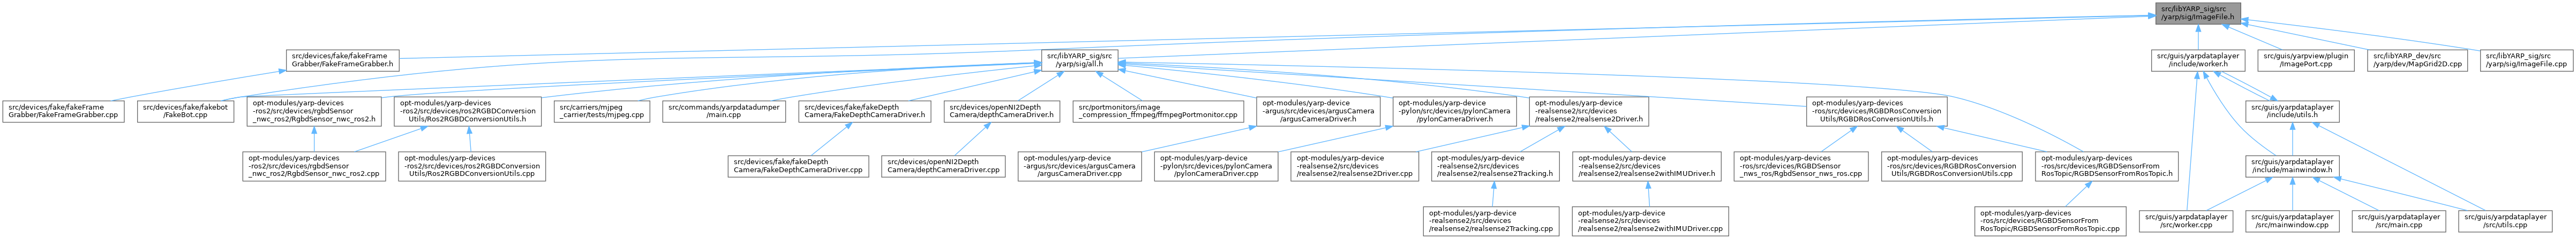 src/libYARP_sig/src
/yarp/sig/ImageFile.h
src/devices/fake/fakeFrame
Grabber/FakeFrameGrabber.h
src/libYARP_sig/src
/yarp/sig/all.h
src/guis/yarpdataplayer
/include/worker.h
src/guis/yarpview/plugin
/ImagePort.cpp
src/libYARP_dev/src
/yarp/dev/MapGrid2D.cpp
src/libYARP_sig/src
/yarp/sig/ImageFile.cpp
src/devices/fake/fakeFrame
Grabber/FakeFrameGrabber.cpp
src/devices/fake/fakebot
/FakeBot.cpp
opt-modules/yarp-devices
-ros2/src/devices/rgbdSensor
_nwc_ros2/RgbdSensor_nwc_ros2.h
opt-modules/yarp-devices
-ros2/src/devices/ros2RGBDConversion
Utils/Ros2RGBDConversionUtils.h
src/carriers/mjpeg
_carrier/tests/mjpeg.cpp
src/commands/yarpdatadumper
/main.cpp
src/devices/fake/fakeDepth
Camera/FakeDepthCameraDriver.h
src/devices/openNI2Depth
Camera/depthCameraDriver.h
src/portmonitors/image
_compression_ffmpeg/ffmpegPortmonitor.cpp
opt-modules/yarp-device
-argus/src/devices/argusCamera
/argusCameraDriver.h
opt-modules/yarp-device
-pylon/src/devices/pylonCamera
/pylonCameraDriver.h
opt-modules/yarp-device
-realsense2/src/devices
/realsense2/realsense2Driver.h
opt-modules/yarp-devices
-ros/src/devices/RGBDRosConversion
Utils/RGBDRosConversionUtils.h
src/guis/yarpdataplayer
/include/utils.h
opt-modules/yarp-devices
-ros2/src/devices/rgbdSensor
_nwc_ros2/RgbdSensor_nwc_ros2.cpp
opt-modules/yarp-devices
-ros2/src/devices/ros2RGBDConversion
Utils/Ros2RGBDConversionUtils.cpp
src/devices/fake/fakeDepth
Camera/FakeDepthCameraDriver.cpp
src/devices/openNI2Depth
Camera/depthCameraDriver.cpp
opt-modules/yarp-device
-argus/src/devices/argusCamera
/argusCameraDriver.cpp
opt-modules/yarp-device
-pylon/src/devices/pylonCamera
/pylonCameraDriver.cpp
opt-modules/yarp-device
-realsense2/src/devices
/realsense2/realsense2Driver.cpp
opt-modules/yarp-device
-realsense2/src/devices
/realsense2/realsense2Tracking.h
opt-modules/yarp-device
-realsense2/src/devices
/realsense2/realsense2withIMUDriver.h
opt-modules/yarp-devices
-ros/src/devices/RGBDSensor
_nws_ros/RgbdSensor_nws_ros.cpp
opt-modules/yarp-devices
-ros/src/devices/RGBDRosConversion
Utils/RGBDRosConversionUtils.cpp
opt-modules/yarp-devices
-ros/src/devices/RGBDSensorFrom
RosTopic/RGBDSensorFromRosTopic.h
src/guis/yarpdataplayer
/include/mainwindow.h
opt-modules/yarp-device
-realsense2/src/devices
/realsense2/realsense2Tracking.cpp
opt-modules/yarp-device
-realsense2/src/devices
/realsense2/realsense2withIMUDriver.cpp
opt-modules/yarp-devices
-ros/src/devices/RGBDSensorFrom
RosTopic/RGBDSensorFromRosTopic.cpp
src/guis/yarpdataplayer
/src/worker.cpp
src/guis/yarpdataplayer
/src/mainwindow.cpp
src/guis/yarpdataplayer
/src/main.cpp
src/guis/yarpdataplayer
/src/utils.cpp